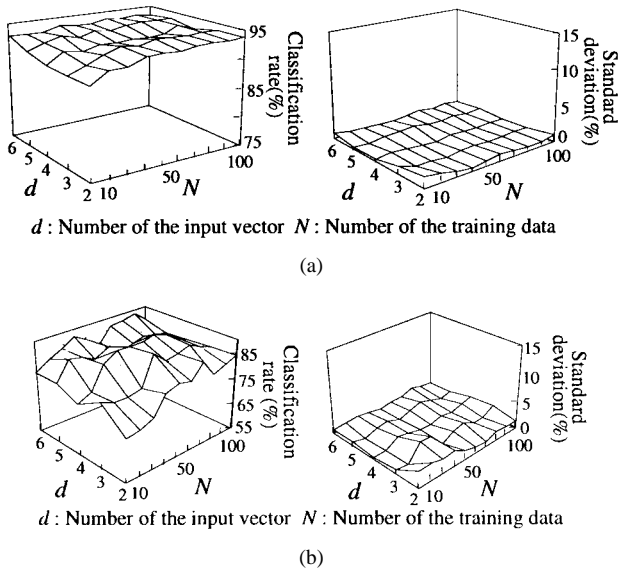 95
85
75
Classification
rate(%)
6
5
4
3
2
d
10
50
100
N
15
10
5
0
Standard
deviation(%)
6
5
4
3
2
d
10
50
100
N
d : Number of the input vector N : Number of the training data
(a)
85
75
65
55
Classification
rate (%)
6
5
4
3
2
d
10
50
100
N
15
10
5
0
Standard
deviation(%)
6
5
4
3
2
d
10
50
100
N
d : Number of the input vector N : Number of the training data
(b)